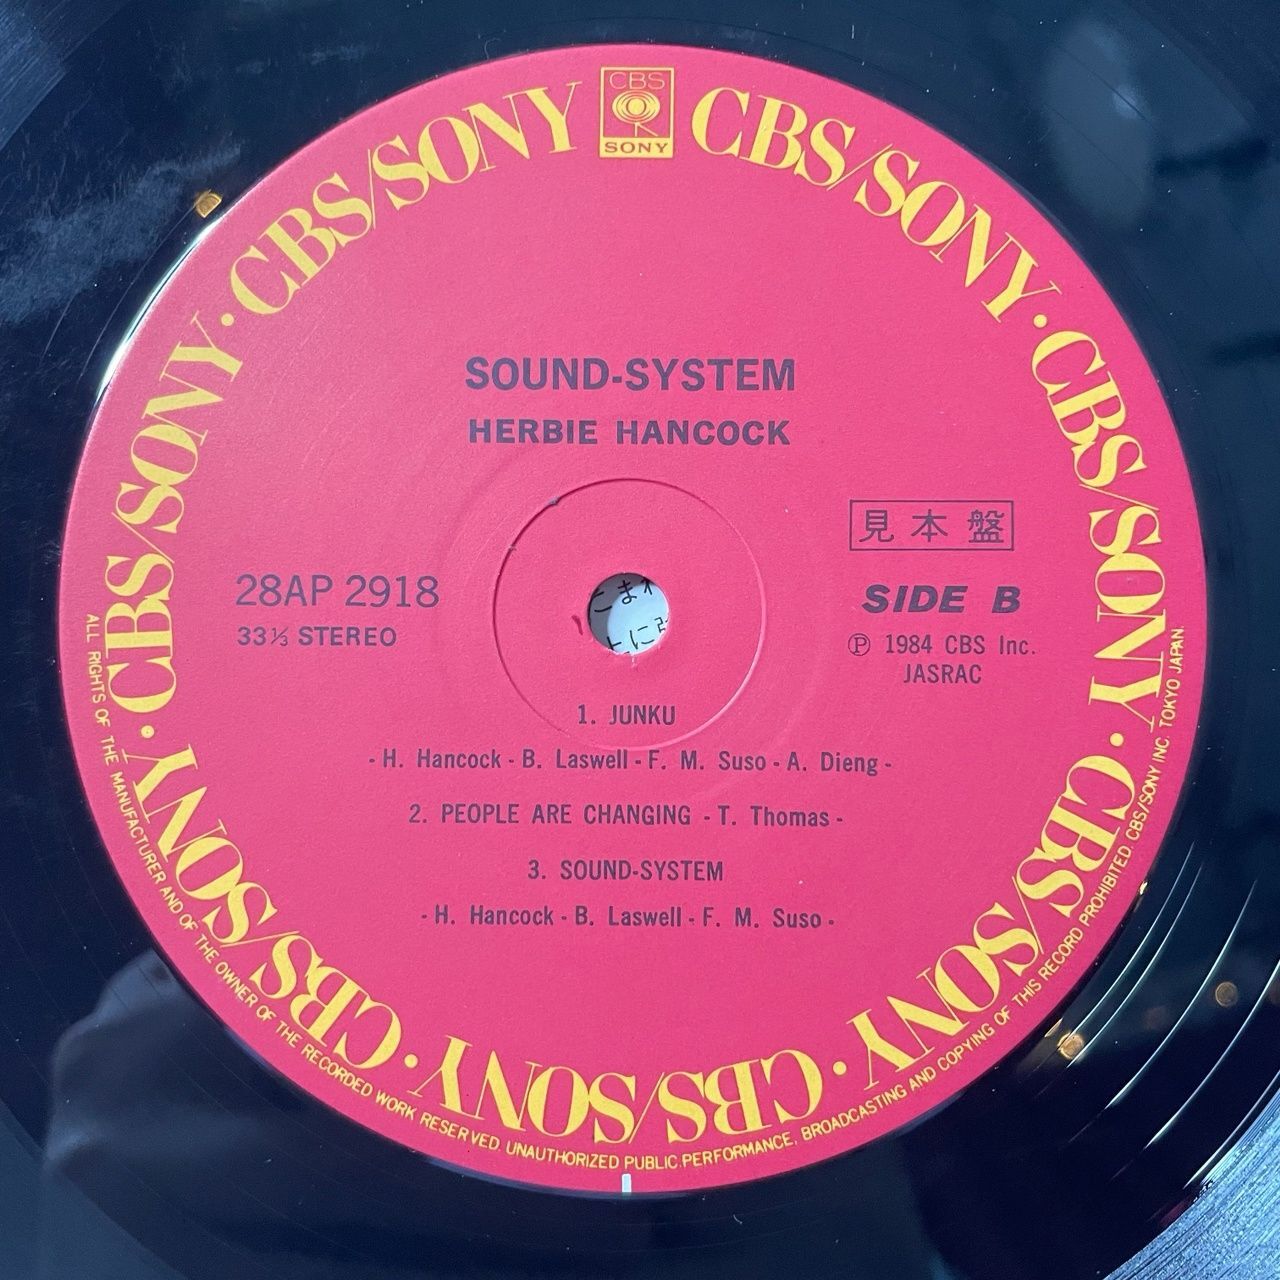 CBS
SONY
CBS/SONY · CBS/SONY · CBS/SONY · CBS/SONY · CBS/SONY · CBS/SONY · CBS/SONY · CBS/SONY
SOUND-SYSTEM
HERBIE HANCOCK
見本盤
28AP 2918
SIDE B
33⅓ STEREO
Ⓟ 1984 CBS Inc.
JASRAC
こま
に
1. JUNKU
- H. Hancock - B. Laswell - F. M. Suso - A. Dieng -
2. PEOPLE ARE CHANGING - T. Thomas -
3. SOUND-SYSTEM
- H. Hancock - B. Laswell - F. M. Suso -
ALL RIGHTS OF THE MANUFACTURER AND OF THE OWNER OF THE RECORDED WORK RESERVED. UNAUTHORIZED PUBLIC PERFORMANCE, BROADCASTING AND COPYING OF THIS RECORD PROHIBITED. CBS/SONY INC. TOKYO JAPAN.